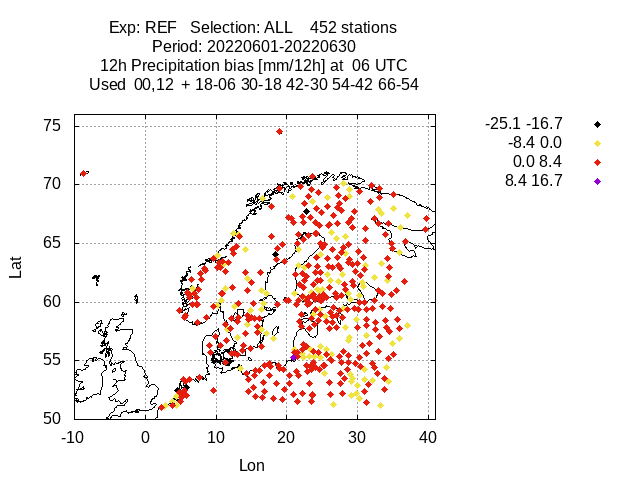 Exp: REF   Selection: ALL    452 stations
Period: 20220601-20220630
12h Precipitation bias [mm/12h] at  06 UTC
Used  00,12  + 18-06 30-18 42-30 54-42 66-54
-25.1 -16.7
-8.4 0.0
0.0 8.4
8.4 16.7
75
70
65
60
55
50
Lat
-10 0 10 20 30 40
Lon